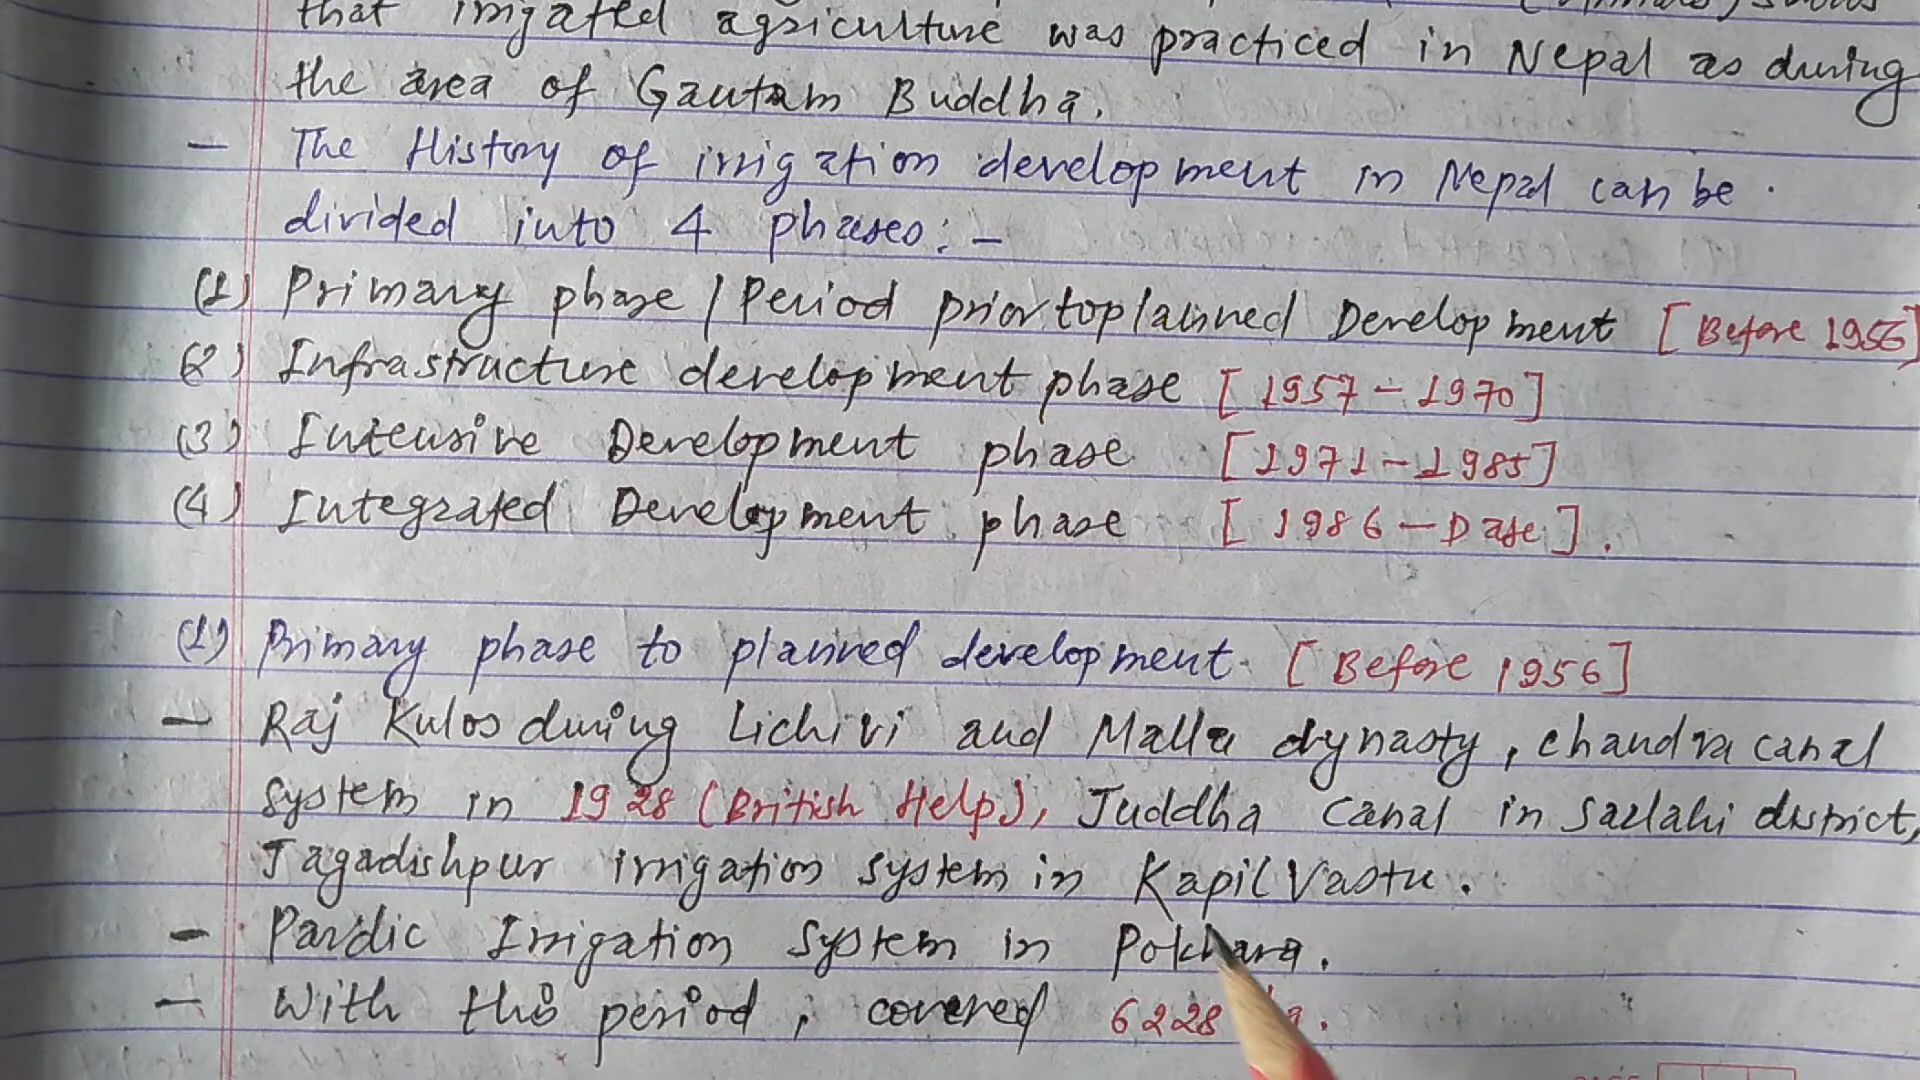 that irrigated agriculture was practiced in Nepal as during
the area of Gautam Buddha.
- The History of irrigation development in Nepal can be
divided into 4 phases: -
(1) Primary phase / Period prior to planned Development [Before 1956]
(2) Infrastructure development phase [1957 - 1970]
(3) Intensive Development phase [1971 - 1985]
(4) Integrated Development phase [1986 - Date].
(1) Primary phase to planned development. [Before 1956]
- Raj Kulos during Lichivi and Malla dynasty, chandra canal
system in 1928 (British Help), Juddha canal in Sarlahi district,
Jagadishpur irrigation system in Kapil Vastu.
- Pardic Irrigation system in Pokhara.
- With this period, covered 6228